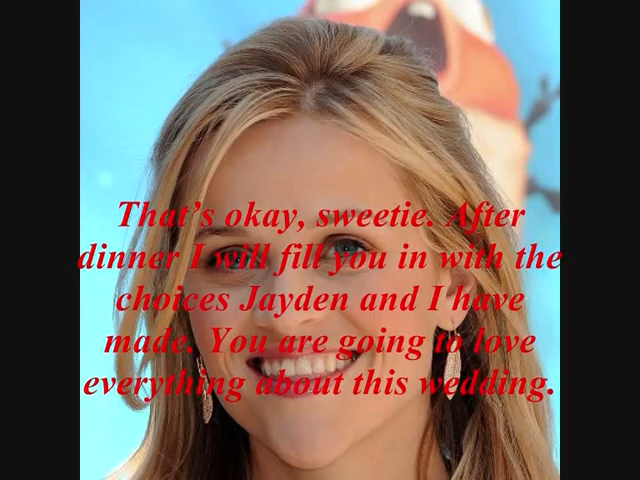 That’s okay, sweetie. After
dinner I will fill you in with the
choices Jayden and I have
made. You are going to love
everything about this wedding.